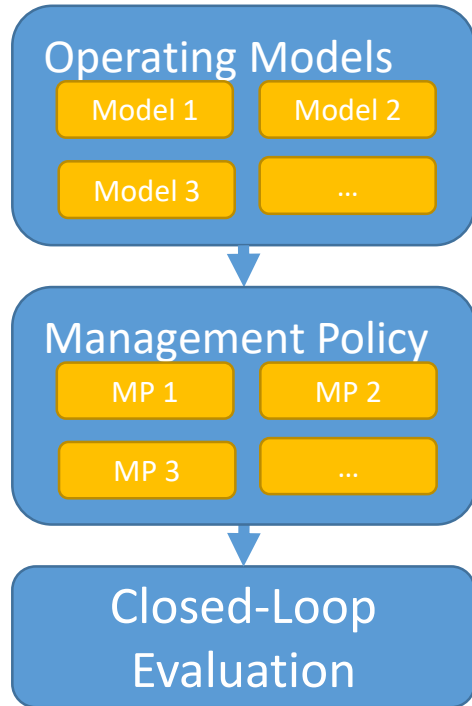 Operating Models
Model 1 Model 2
Model 3 ...
Management Policy
MP 1 MP 2
MP 3 ...
Closed-Loop
Evaluation